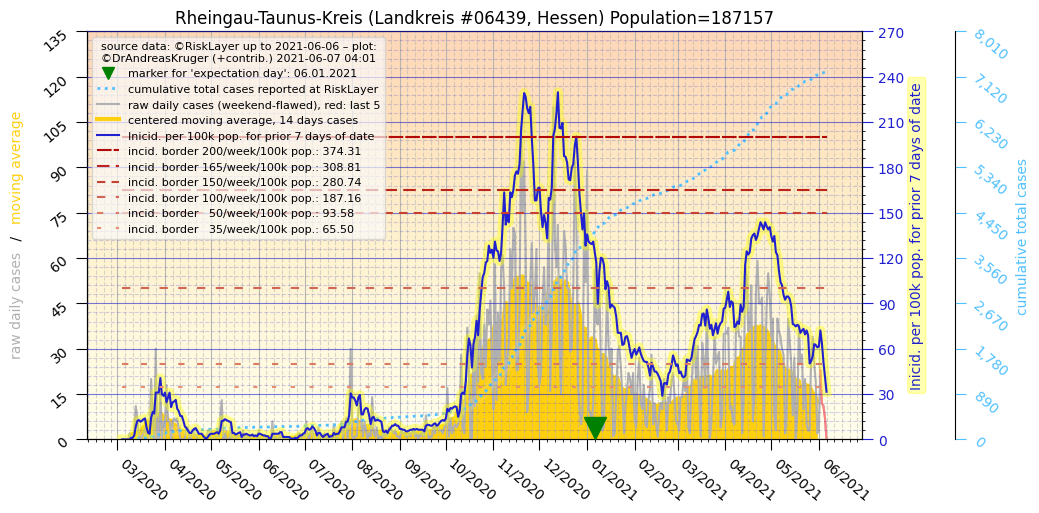 Rheingau-Taunus-Kreis (Landkreis #06439, Hessen) Population=187157
source data: ©RiskLayer up to 2021-06-06 – plot:
©DrAndreasKruger (+contrib.) 2021-06-07 04:01
marker for 'expectation day': 06.01.2021
cumulative total cases reported at RiskLayer
raw daily cases (weekend-flawed), red: last 5
centered moving average, 14 days cases
Inicid. per 100k pop. for prior 7 days of date
incid. border 200/week/100k pop.: 374.31
incid. border 165/week/100k pop.: 308.81
incid. border 150/week/100k pop.: 280.74
incid. border 100/week/100k pop.: 187.16
incid. border   50/week/100k pop.: 93.58
incid. border   35/week/100k pop.: 65.50
raw daily cases   /   moving average
135
120
105
90
75
60
45
30
15
0
03/2020
04/2020
05/2020
06/2020
07/2020
08/2020
09/2020
10/2020
11/2020
12/2020
01/2021
02/2021
03/2021
04/2021
05/2021
06/2021
270
240
210
180
150
120
90
60
30
0
Inicid. per 100k pop. for prior 7 days of date
8,010
7,120
6,230
5,340
4,450
3,560
2,670
1,780
890
0
cumulative total cases